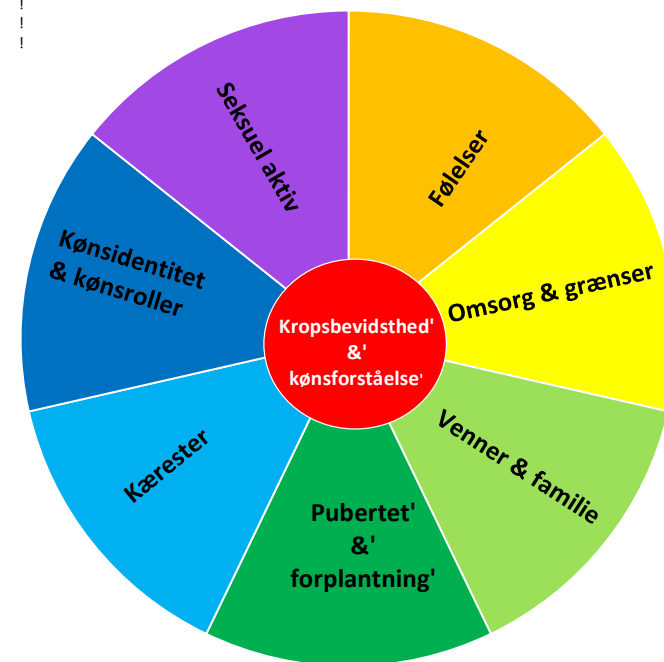 !
!
!
Seksuel aktiv
Følelser
Kønsidentitet
& kønsroller
Omsorg & grænser
Kropsbevidsthed'
&'
kønsforståelse'
Kærester
Venner & familie
Pubertet'
&'
forplantning'